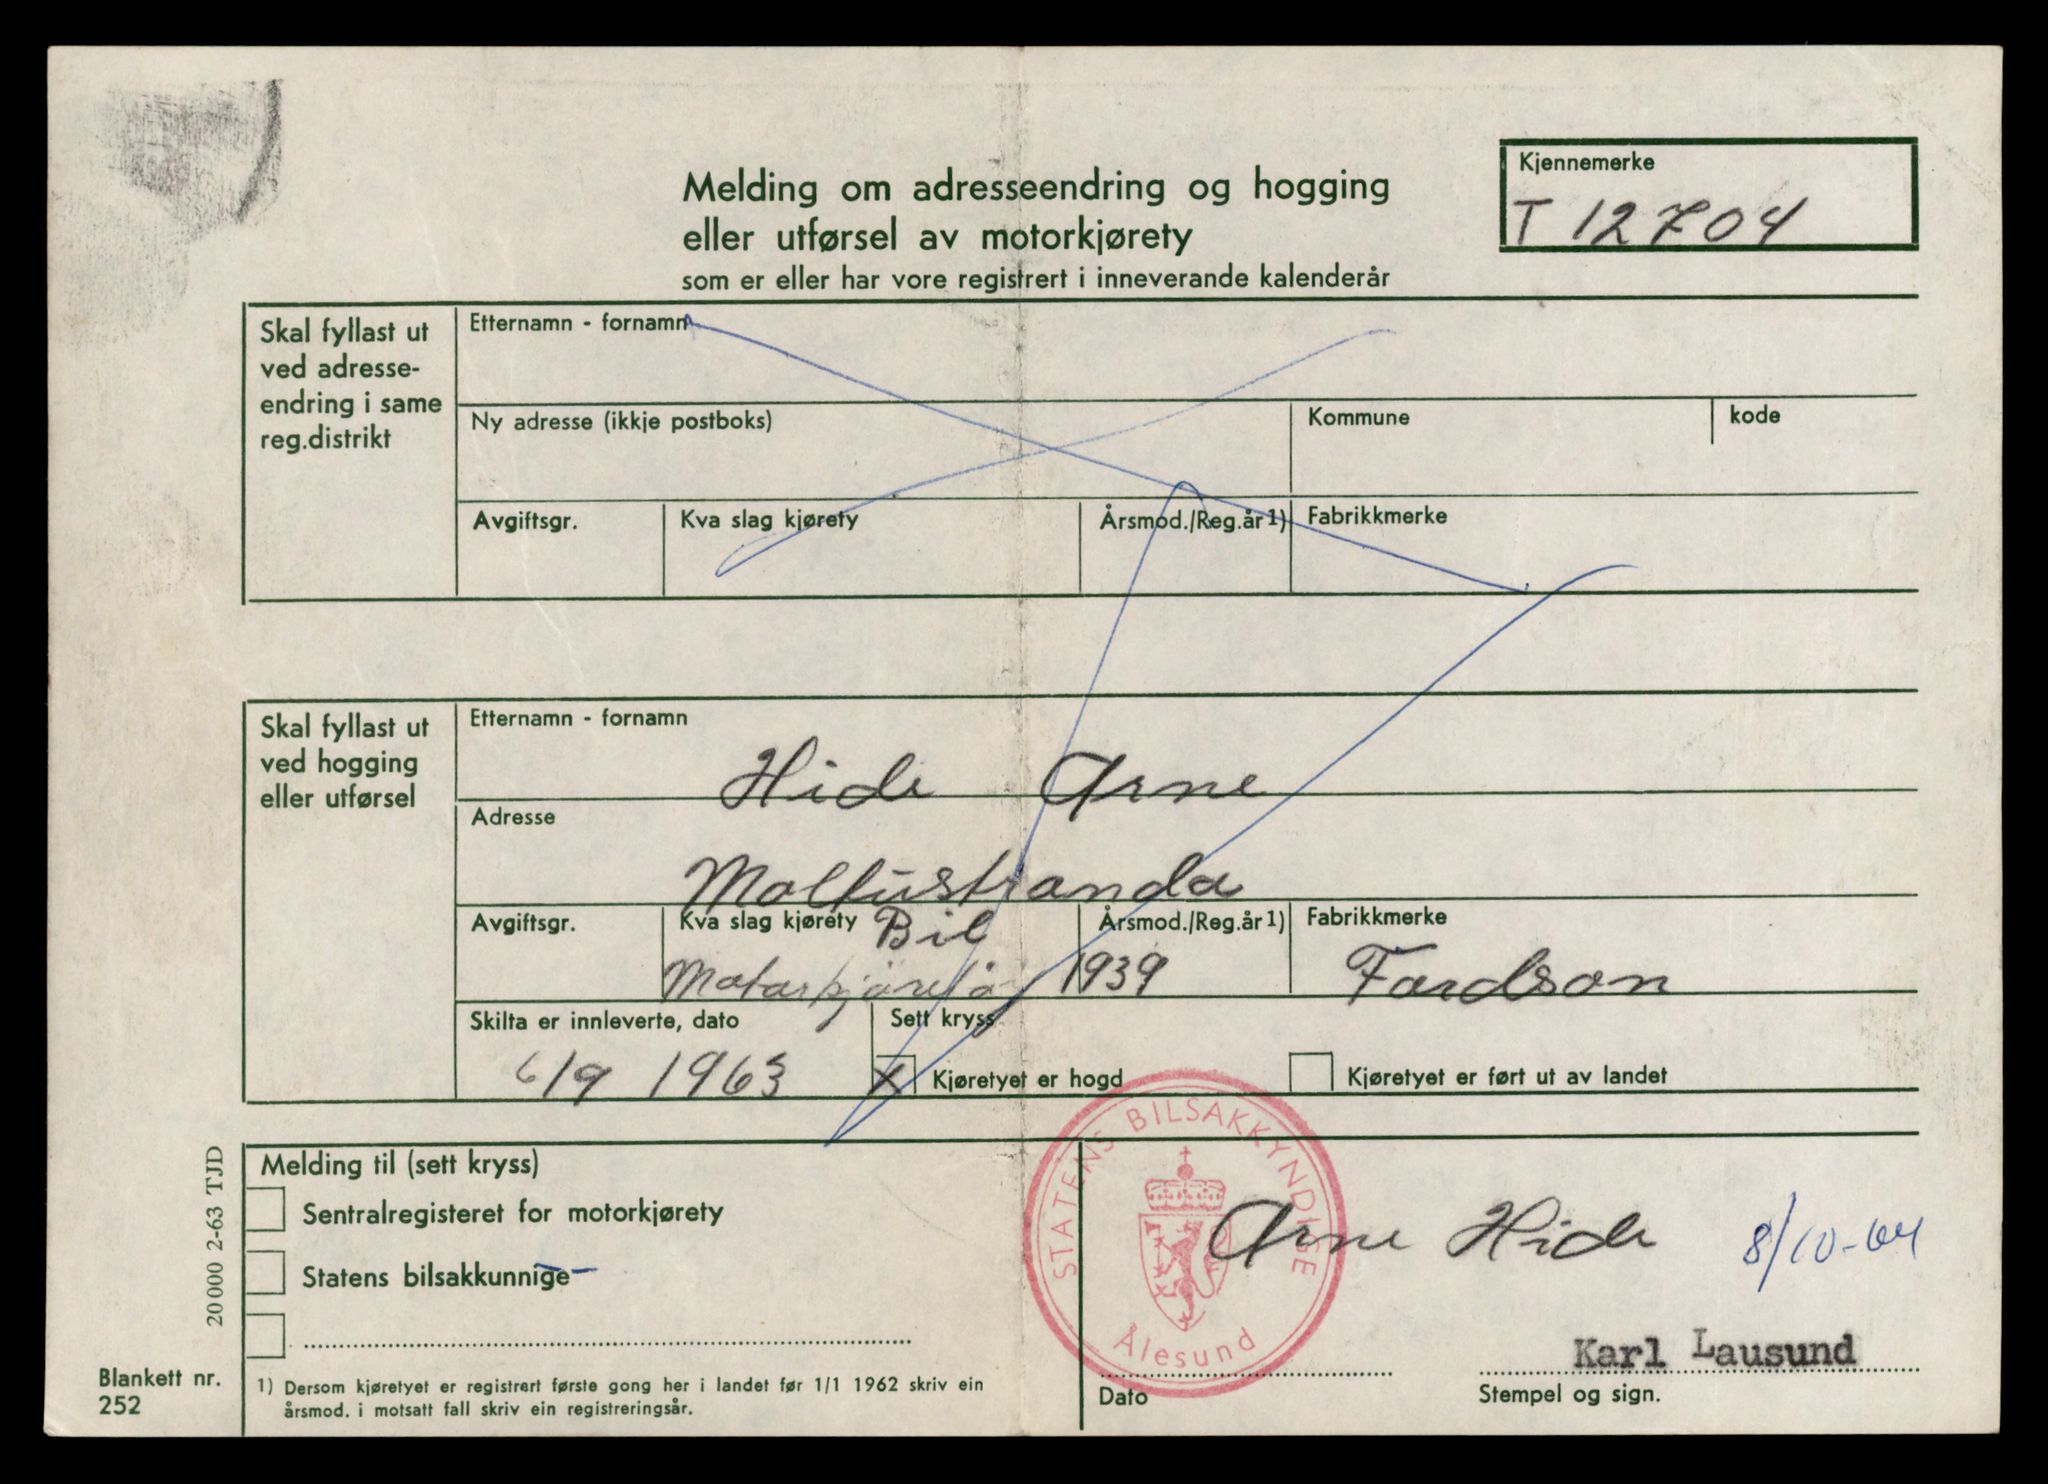 Melding om adresseendring og hogging
eller utførsel av motorkjørety
som er eller har vore registrert i inneverande kalenderår
Kjennemerke
T 12704
Skal fyllast ut
ved adresse-
endring i same
reg.distrikt
Etternamn - fornamn
Ny adresse (ikkje postboks)
Kommune
kode
Avgiftsgr.
Kva slag kjørety
Årsmod./Reg.år 1)
Fabrikkmerke
Skal fyllast ut
ved hogging
eller utførsel
Etternamn - fornamn
Hide Arne
Adresse
Moltustranda
Avgiftsgr.
Kva slag kjørety Bil
Årsmod./Reg.år 1)
Fabrikkmerke
1939
Fordson
Skilta er innleverte, dato
6/9 1963
Sett kryss
X Kjøretyet er hogd
Kjøretyet er ført ut av landet
Melding til (sett kryss)
Sentralregisteret for motorkjørety
Statens bilsakkunnige
STATENS BILSAKKYNDIGE
Ålesund
Arne Hide 8/10-64
Karl Lausund
Dato
Stempel og sign.
1) Dersom kjøretyet er registrert første gong her i landet før 1/1 1962 skriv ein
årsmod. i motsatt fall skriv ein registreringsår.
20 000 2-63 TJD
Blankett nr.
252